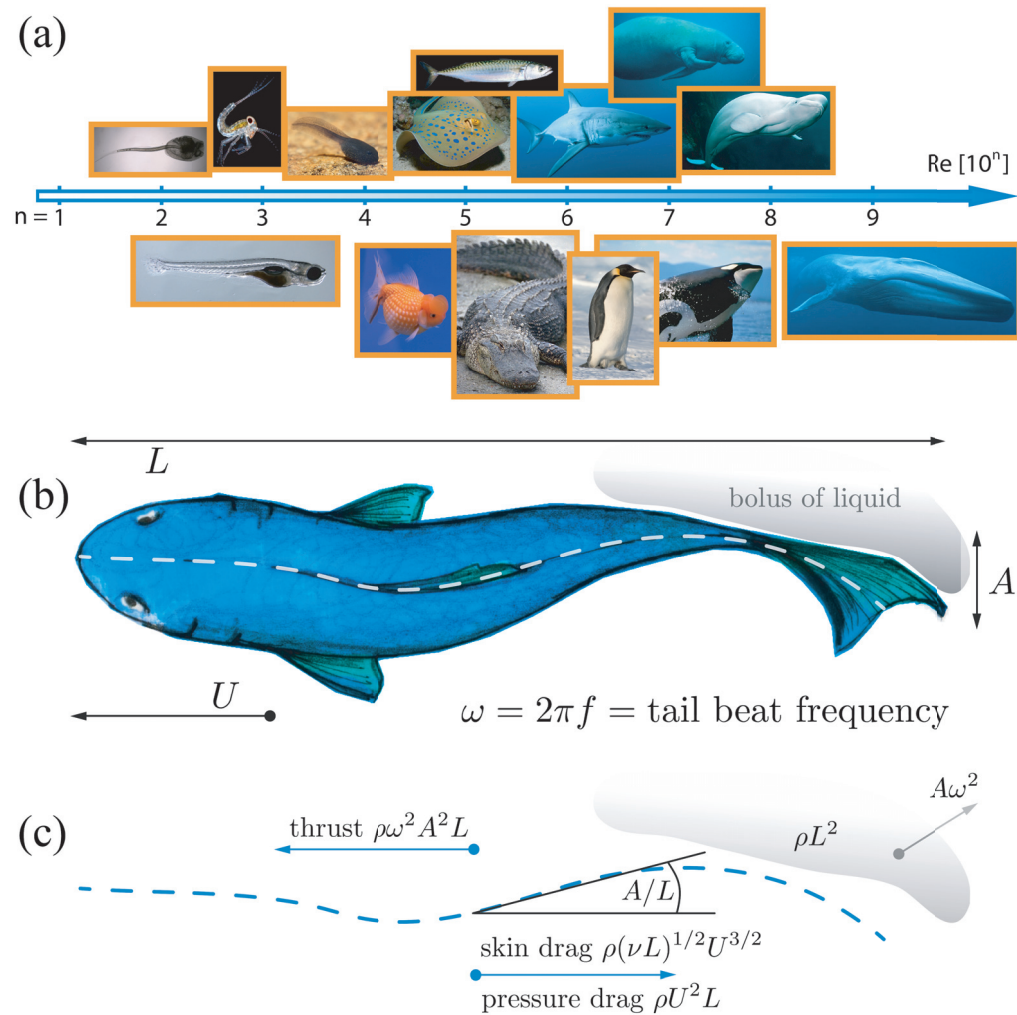 (a)
Re [10ⁿ]
n = 1 2 3 4 5 6 7 8 9
L
(b)
bolus of liquid
A
U
ω = 2πf = tail beat frequency
(c)
Aω²
thrust ρω²A²L
ρL²
A/L
skin drag ρ(νL)^{1/2}U^{3/2}
pressure drag ρU²L